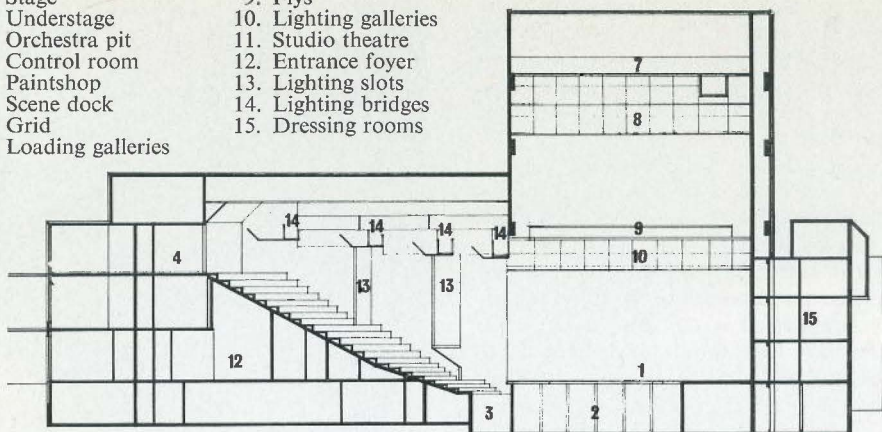 Stage
Understage
Orchestra pit
Control room
Paintshop
Scene dock
Grid
Loading galleries
9. Flys
10. Lighting galleries
11. Studio theatre
12. Entrance foyer
13. Lighting slots
14. Lighting bridges
15. Dressing rooms
7
8
14
14
14
14
9
4
10
13
13
15
12
1
3
2